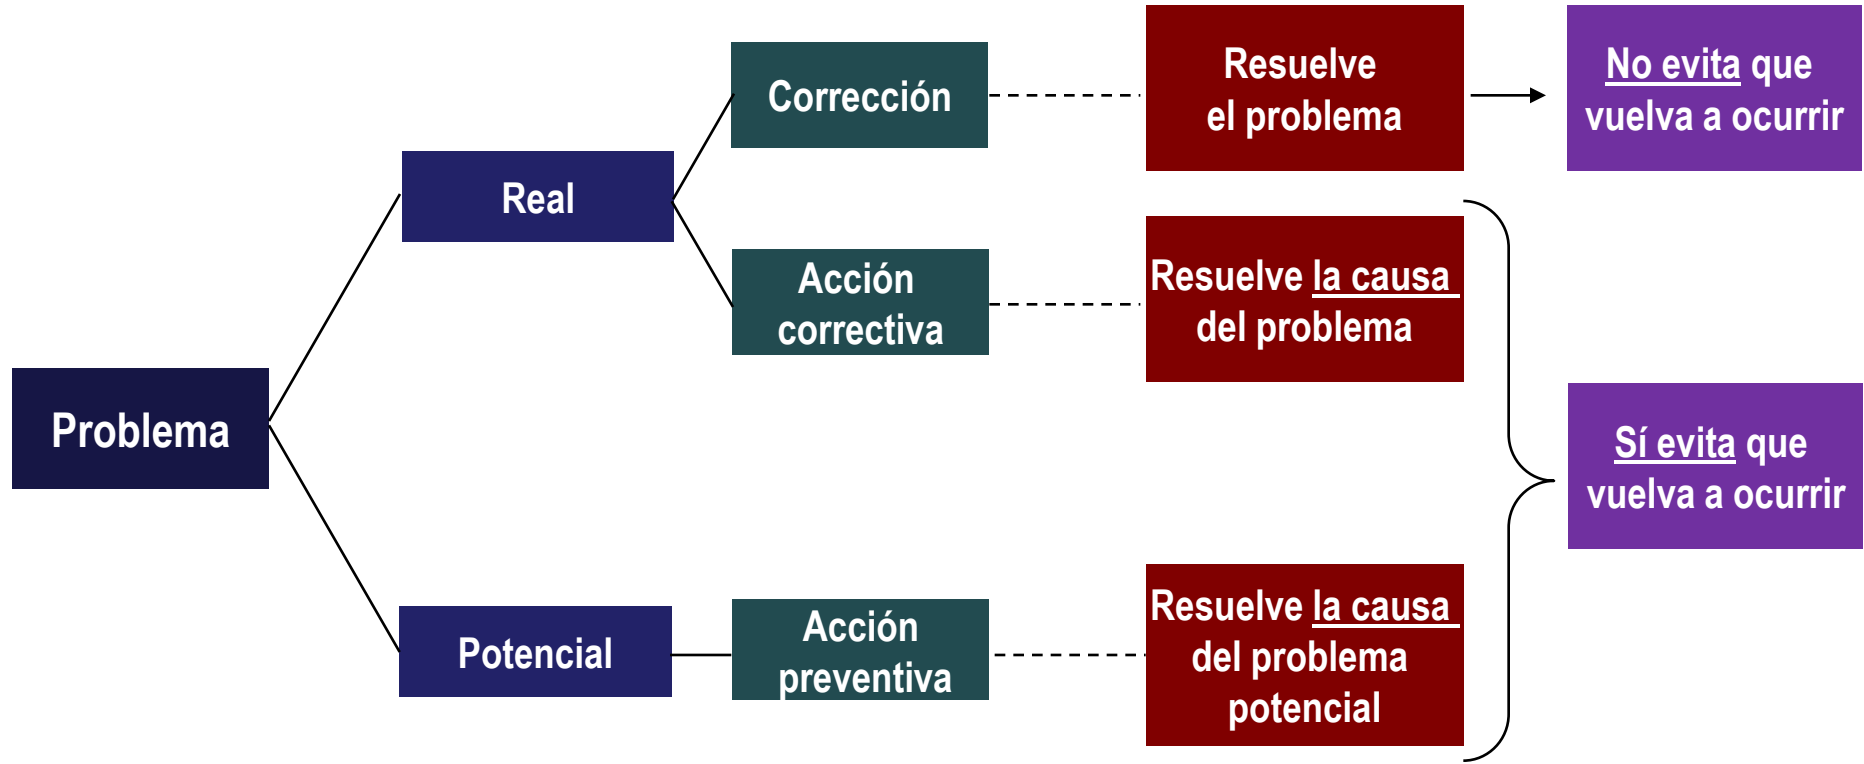 Problema
Real
Corrección
Resuelve
el problema
No evita que
vuelva a ocurrir
Acción
correctiva
Resuelve la causa
del problema
Potencial
Acción
preventiva
Resuelve la causa
del problema
potencial
Sí evita que
vuelva a ocurrir